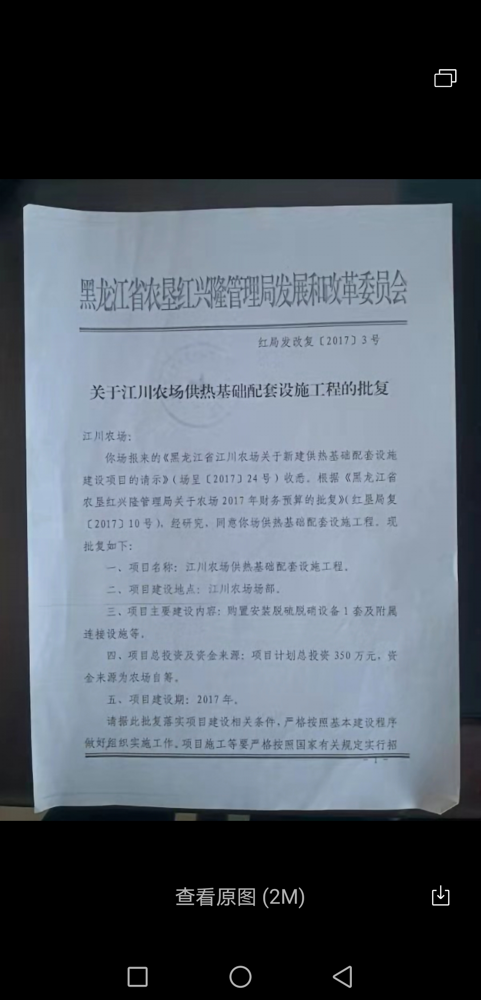 黑龙江省农垦红兴隆管理局发展和改革委员会
红局发改复〔2017〕3号
关于江川农场供热基础配套设施工程的批复
江川农场：
你场报来的《黑龙江省江川农场关于新建供热基础配套设施
建设项目的请示》（场呈〔2017〕24号）收悉。根据《黑龙江省
农垦红兴隆管理局关于农场2017年财务预算的批复》（红垦局复
〔2017〕10号），经研究，同意你场供热基础配套设施工程。现
批复如下：
一、项目名称：江川农场供热基础配套设施工程。
二、项目建设地点：江川农场场部。
三、项目主要建设内容：购置安装脱硫脱硝设备1套及附属
连接设施等。
四、项目总投资及资金来源：项目计划总投资350万元，资
金来源为农场自筹。
五、项目建设期：2017年。
请据此批复落实项目建设相关条件，严格按照基本建设程序
做好组织实施工作。项目施工等要严格按照国家有关规定实行招
- 1 -
查看原图 (2M)